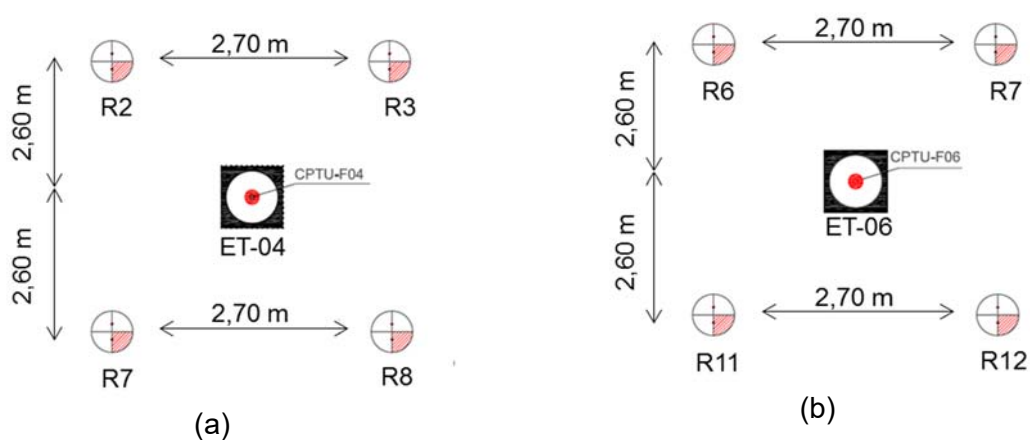 2,70 m
R2
R3
2,60 m
CPTU-F04
ET-04
2,60 m
2,70 m
R7
R8
(a)
2,70 m
R6
R7
2,60 m
CPTU-F06
ET-06
2,60 m
2,70 m
R11
R12
(b)